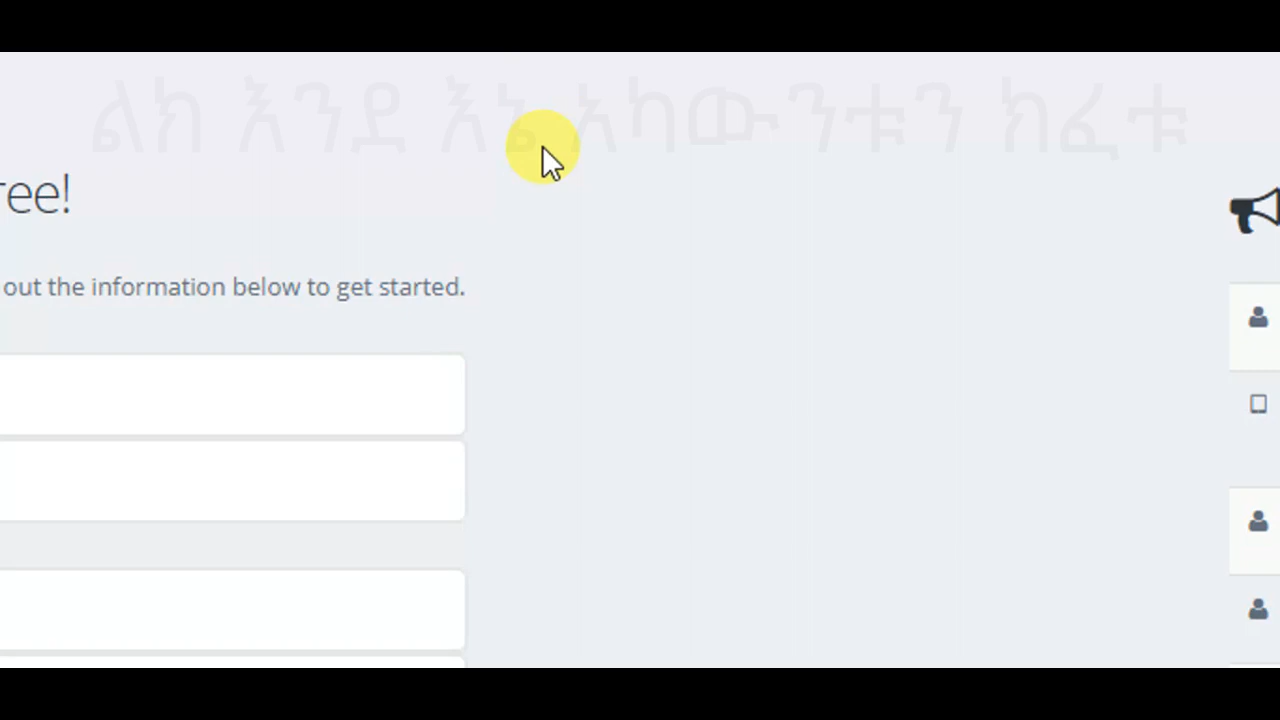 ልክ እንደ እኔ አካውንቱን ክፈቱ
ree!
out the information below to get started.